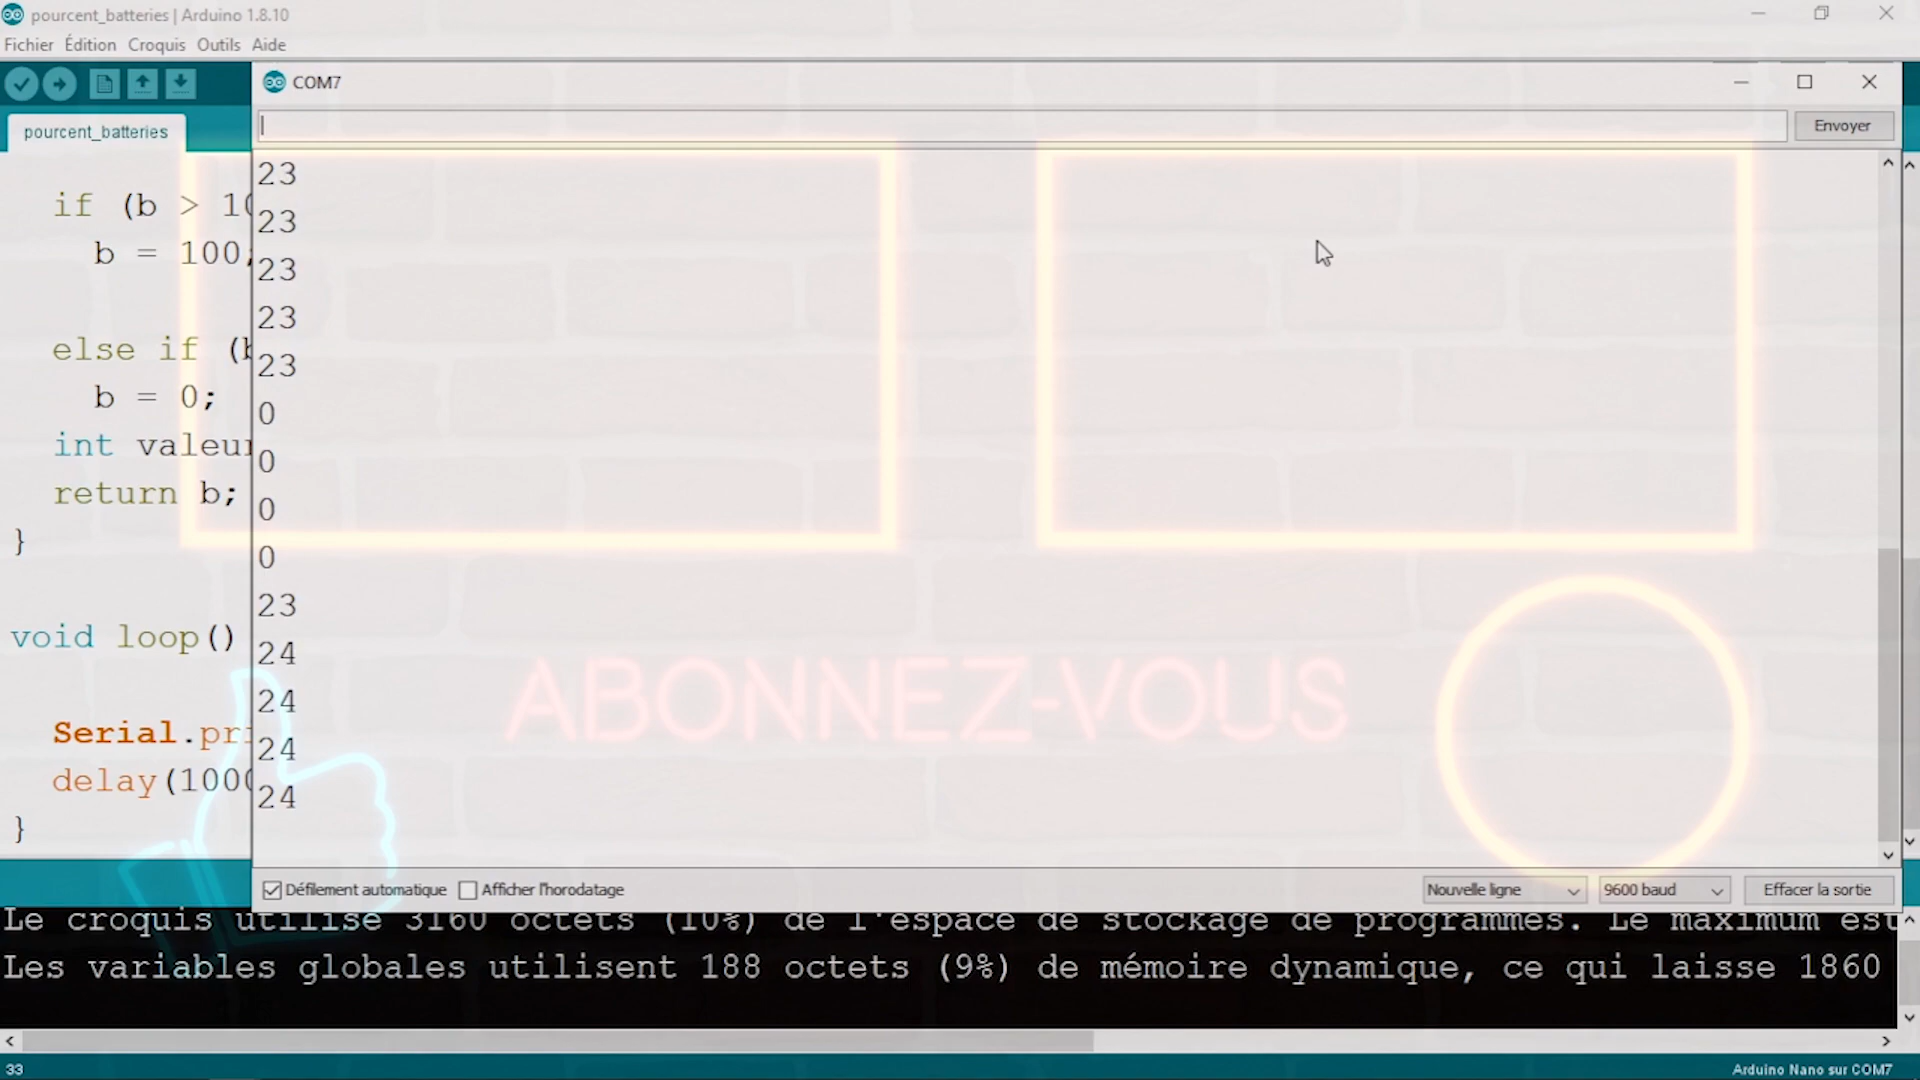 pourcent_batteries | Arduino 1.8.10
Fichier Édition Croquis Outils Aide
COM7
pourcent_batteries
Envoyer
if (b > 10
b = 100;
else if (b
b = 0;
int valeur
return b;
}
void loop()
Serial.pri
delay(1000
}
23
23
23
23
23
0
0
0
0
23
24
24
24
24
ABONNEZ-VOUS
Défilement automatique
Afficher l'horodatage
Nouvelle ligne
9600 baud
Effacer la sortie
Le croquis utilise 3160 octets (10%) de l'espace de stockage de programmes. Le maximum est
Les variables globales utilisent 188 octets (9%) de mémoire dynamique, ce qui laisse 1860
33
Arduino Nano sur COM7